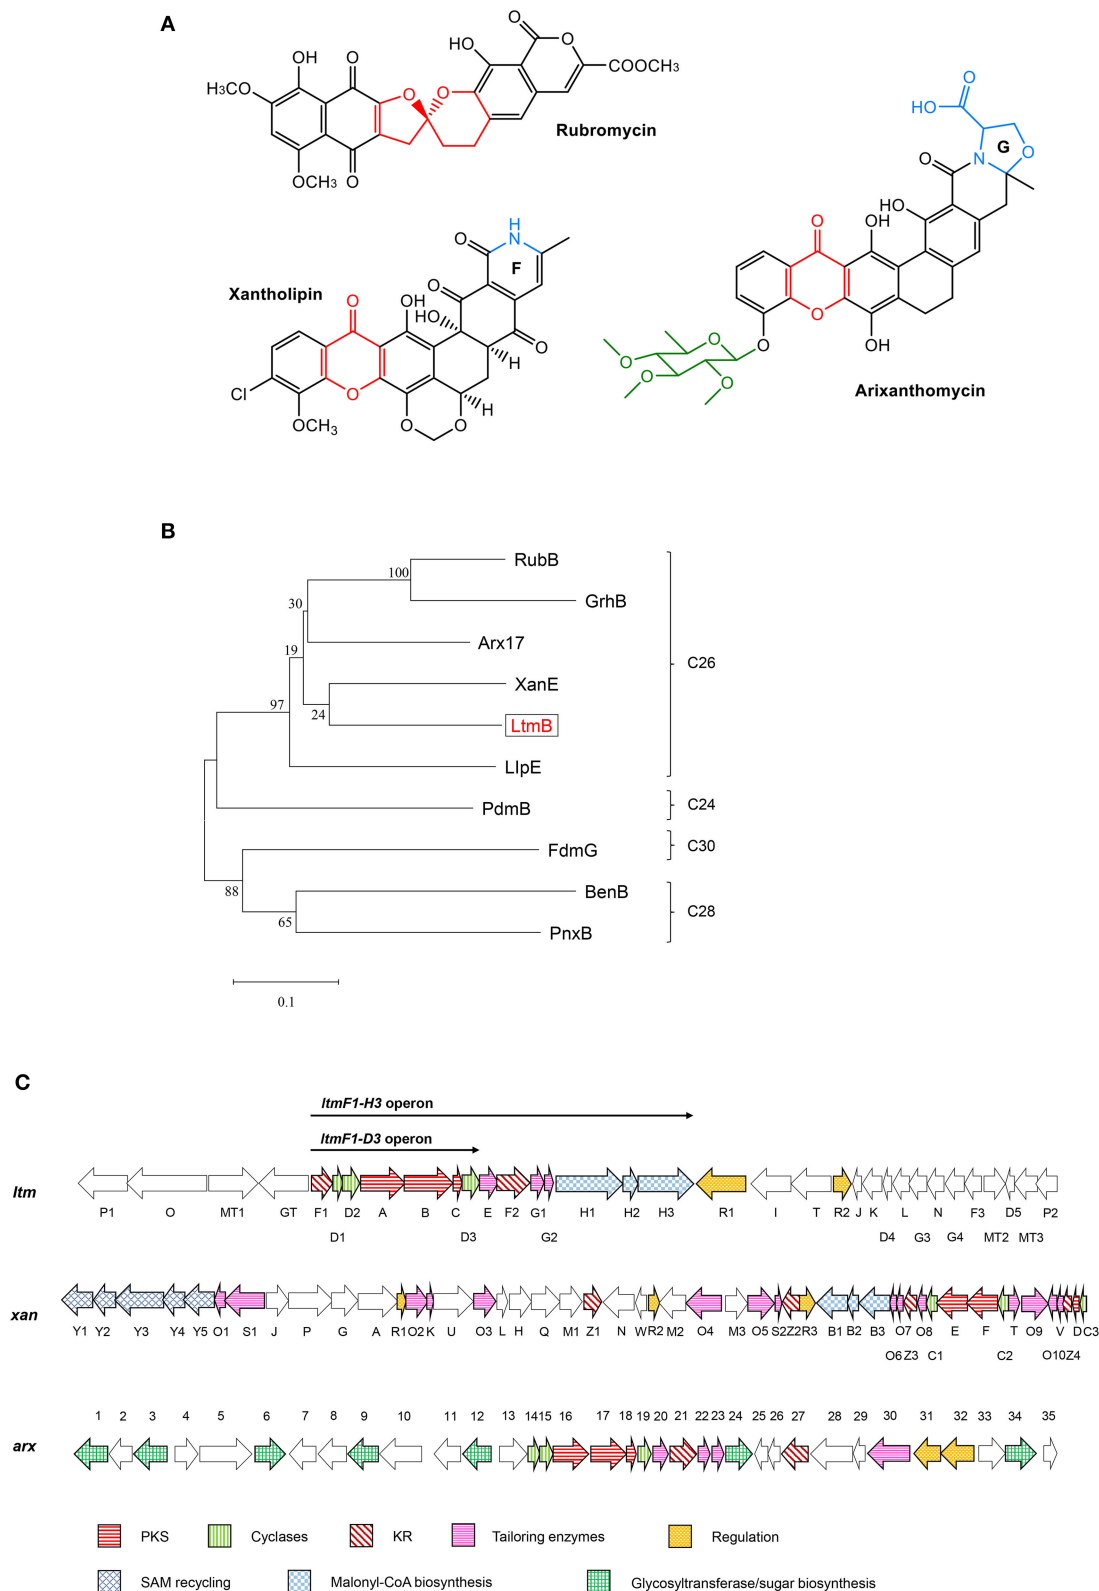 A
O
O
O
HO
COOCH3
OH
O
H3CO
O
O
OCH3
O
Rubromycin
O
HO
O
N
G
O
O
HO
OH
O
O
OH
O
O
O
O
O
Arixanthomycin
Xantholipin
H
N
O
F
O
O
OH
HO
O
H
H
Cl
O
OCH3
O
O
B
RubB
GrhB
Arx17
XanE
LtmB
LlpE
PdmB
FdmG
BenB
PnxB
100
30
19
24
97
88
65
C26
C24
C30
C28
0.1
C
ltmF1-H3 operon
ltmF1-D3 operon
ltm
P1 O MT1 GT F1 D2 A B C E F2 G1 H1 H2 H3 R1 I T R2 J K L N F3 D5 P2
D1 D3 G2 D4 G3 G4 MT2 MT3
xan
Y1 Y2 Y3 Y4 Y5 O1 S1 J P G A R1 O2 K U O3 L H Q M1 Z1 N W R2 M2 O4 M3 O5 S2 Z2 R3 B1 B2 B3 O7 O8 E F T O9 V D C3
O6 Z3 C1 C2 O10 Z4
1 2 3 4 5 6 7 8 9 10 11 12 13 14 15 16 17 18 19 20 21 22 23 24 25 26 27 28 29 30 31 32 33 34 35
arx
PKS Cyclases KR Tailoring enzymes Regulation
SAM recycling Malonyl-CoA biosynthesis Glycosyltransferase/sugar biosynthesis